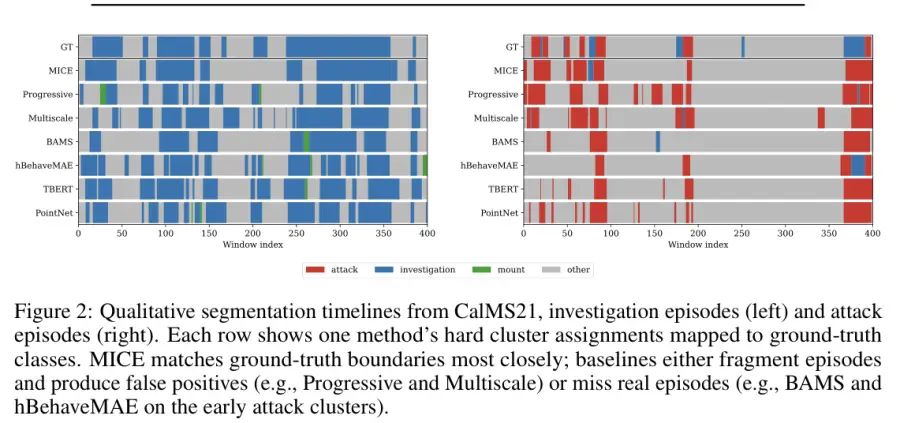 GT
MICE
Progressive
Multiscale
BAMS
hBehaveMAE
TBERT
PointNet
0 50 100 150 200 250 300 350 400
Window index
GT
MICE
Progressive
Multiscale
BAMS
hBehaveMAE
TBERT
PointNet
0 50 100 150 200 250 300 350 400
Window index
attack investigation mount other
Figure 2: Qualitative segmentation timelines from CalMS21, investigation episodes (left) and attack
episodes (right). Each row shows one method's hard cluster assignments mapped to ground-truth
classes. MICE matches ground-truth boundaries most closely; baselines either fragment episodes
and produce false positives (e.g., Progressive and Multiscale) or miss real episodes (e.g., BAMS and
hBehaveMAE on the early attack clusters).